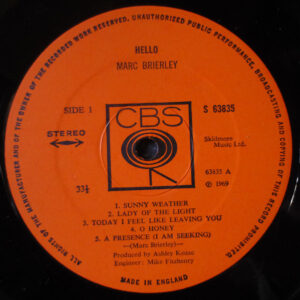 ALL RIGHTS OF THE MANUFACTURER AND OF THE OWNER OF THE RECORDED WORK RESERVED. UNAUTHORIZED PUBLIC PERFORMANCE, BROADCASTING AND COPYING OF THIS RECORD PROHIBITED.
HELLO
MARC BRIERLEY
SIDE 1
CBS
S 63835
STEREO
Skidmore
Music Ltd.
63835 A
33⅓
℗ 1969
1. SUNNY WEATHER
2. LADY OF THE LIGHT
3. TODAY I FEEL LIKE LEAVING YOU
4. O HONEY
5. A PRESENCE (I AM SEEKING)
—(Marc Brierley)—
Produced by Ashley Kozac
Engineer: Mike Fitzhenry
MADE IN ENGLAND